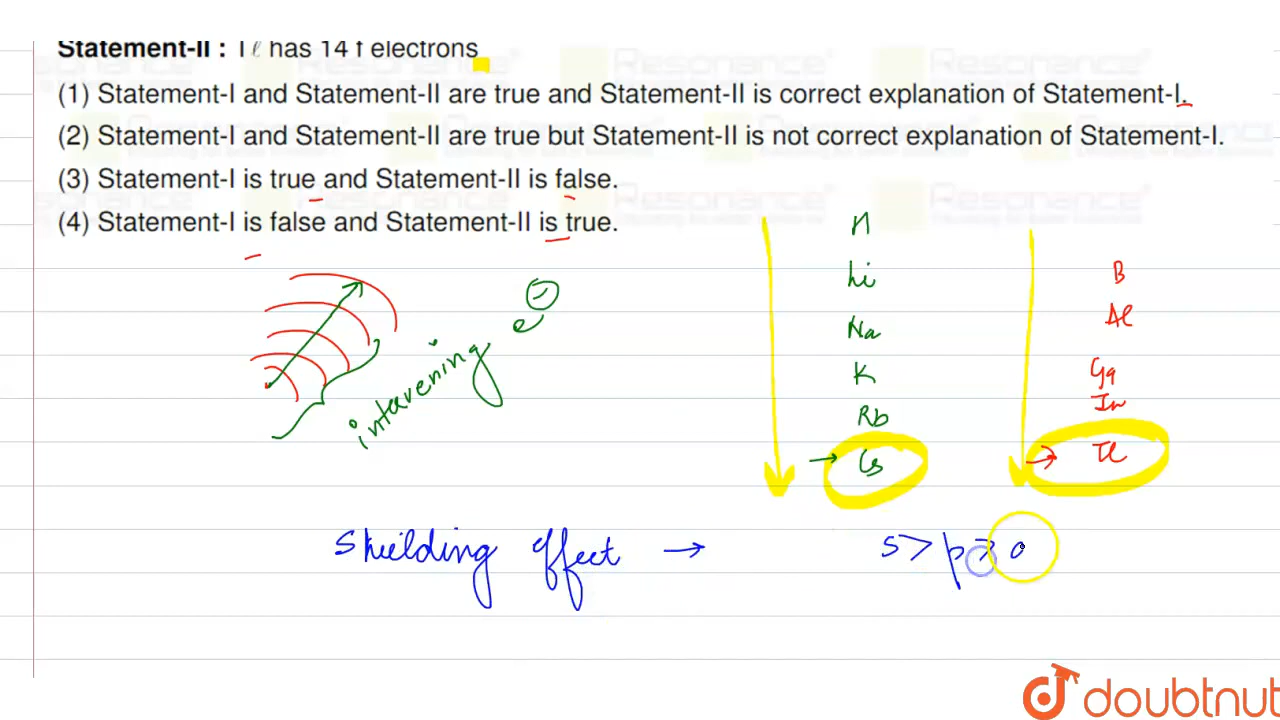 Statement-II : Tℓ has 14 f electrons
(1) Statement-I and Statement-II are true and Statement-II is correct explanation of Statement-I.
(2) Statement-I and Statement-II are true but Statement-II is not correct explanation of Statement-I.
(3) Statement-I is true and Statement-II is false.
(4) Statement-I is false and Statement-II is true.
H
Li
Na
K
Rb
→ Cs
B
Al
Ga
In
→ Tl
intervening e⊖
Shielding effect → s > p > d
doubtnut
Resonance